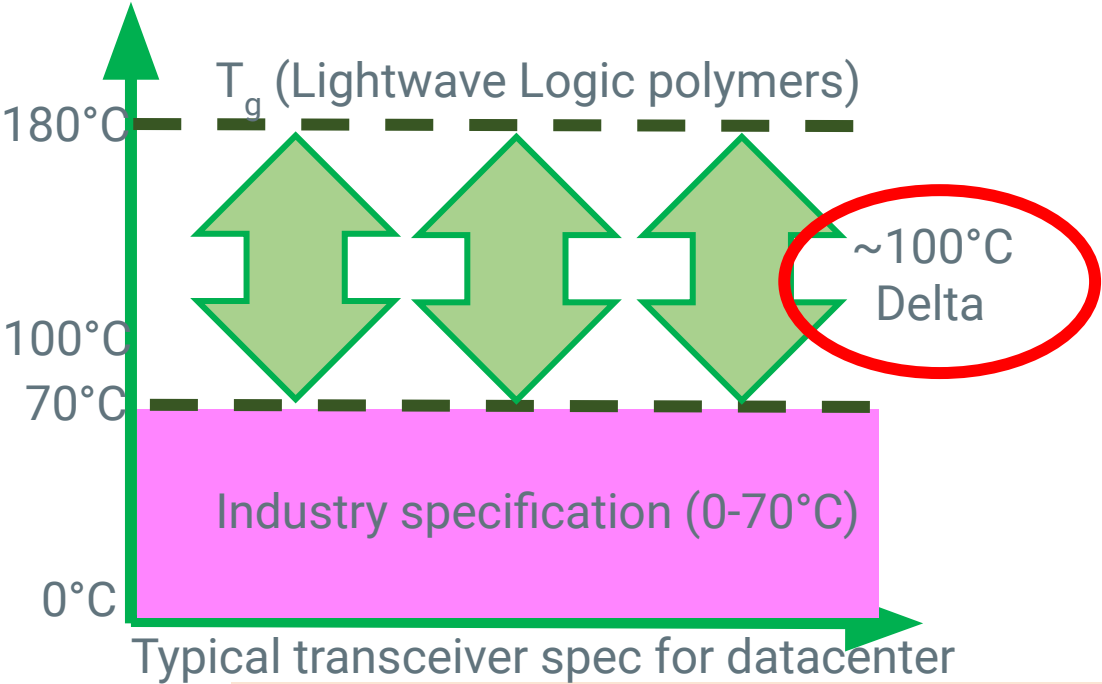 Tg (Lightwave Logic polymers)
180°C
~100°C
Delta
100°C
70°C
Industry specification (0-70°C)
0°C
Typical transceiver spec for datacenter